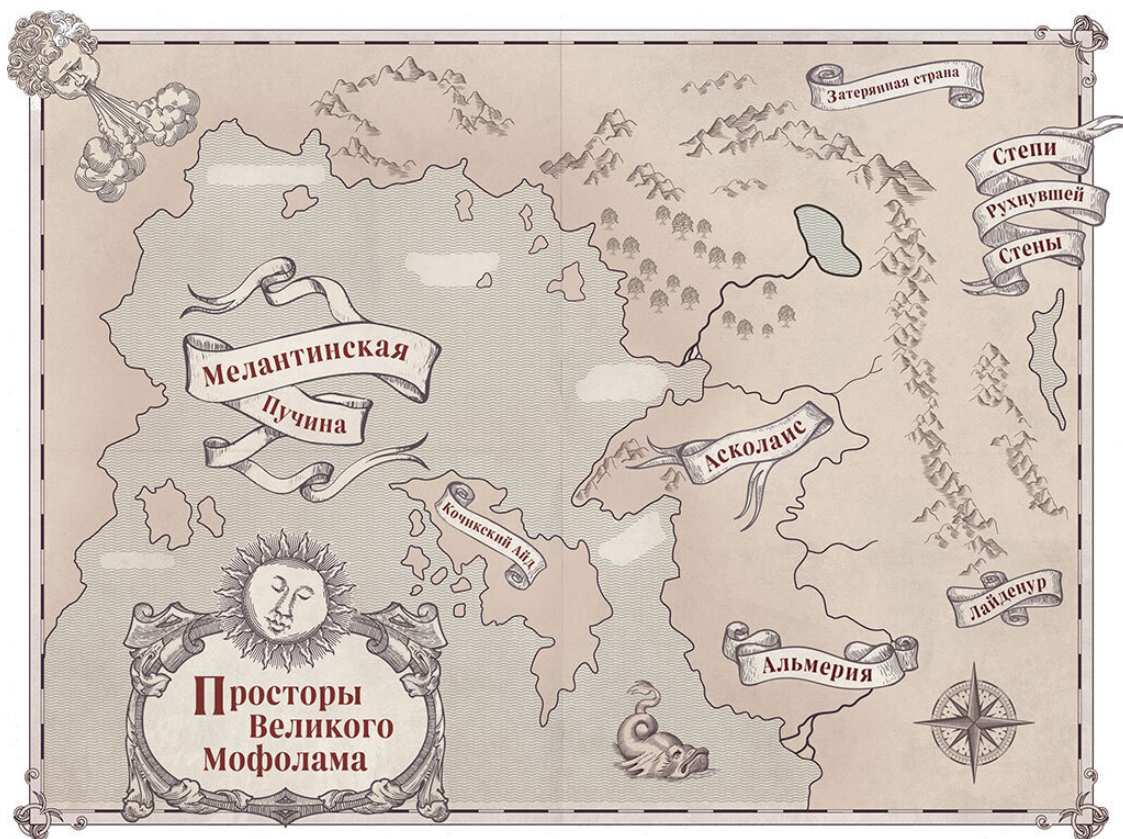 Затерянная страна
Степи
Рухнувшей
Стены
Мелантинская
Пучина
Асколаис
Кочикский Айд
Лайденур
Альмерия
Просторы
Великого
Мофолама